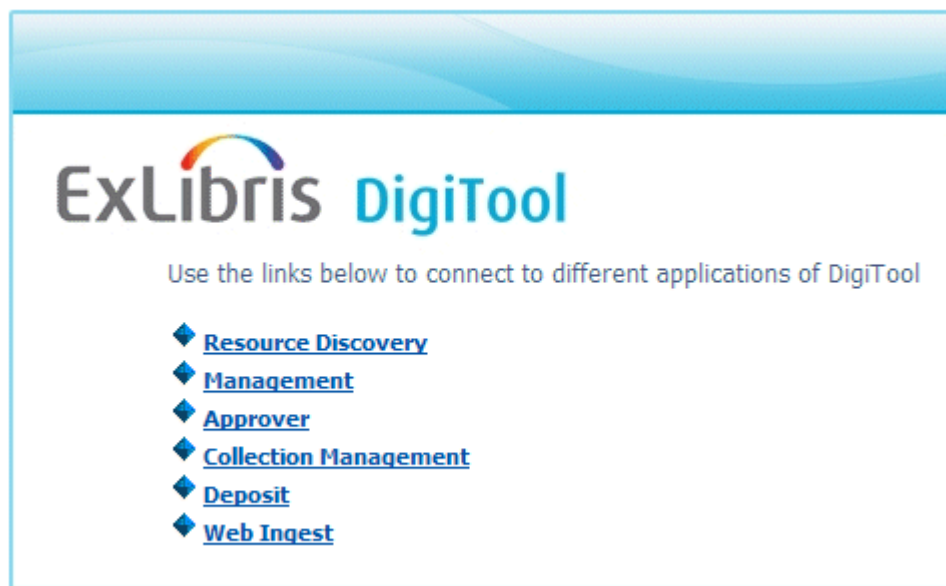 ExLibris DigiTool
Use the links below to connect to different applications of DigiTool
Resource Discovery
Management
Approver
Collection Management
Deposit
Web Ingest